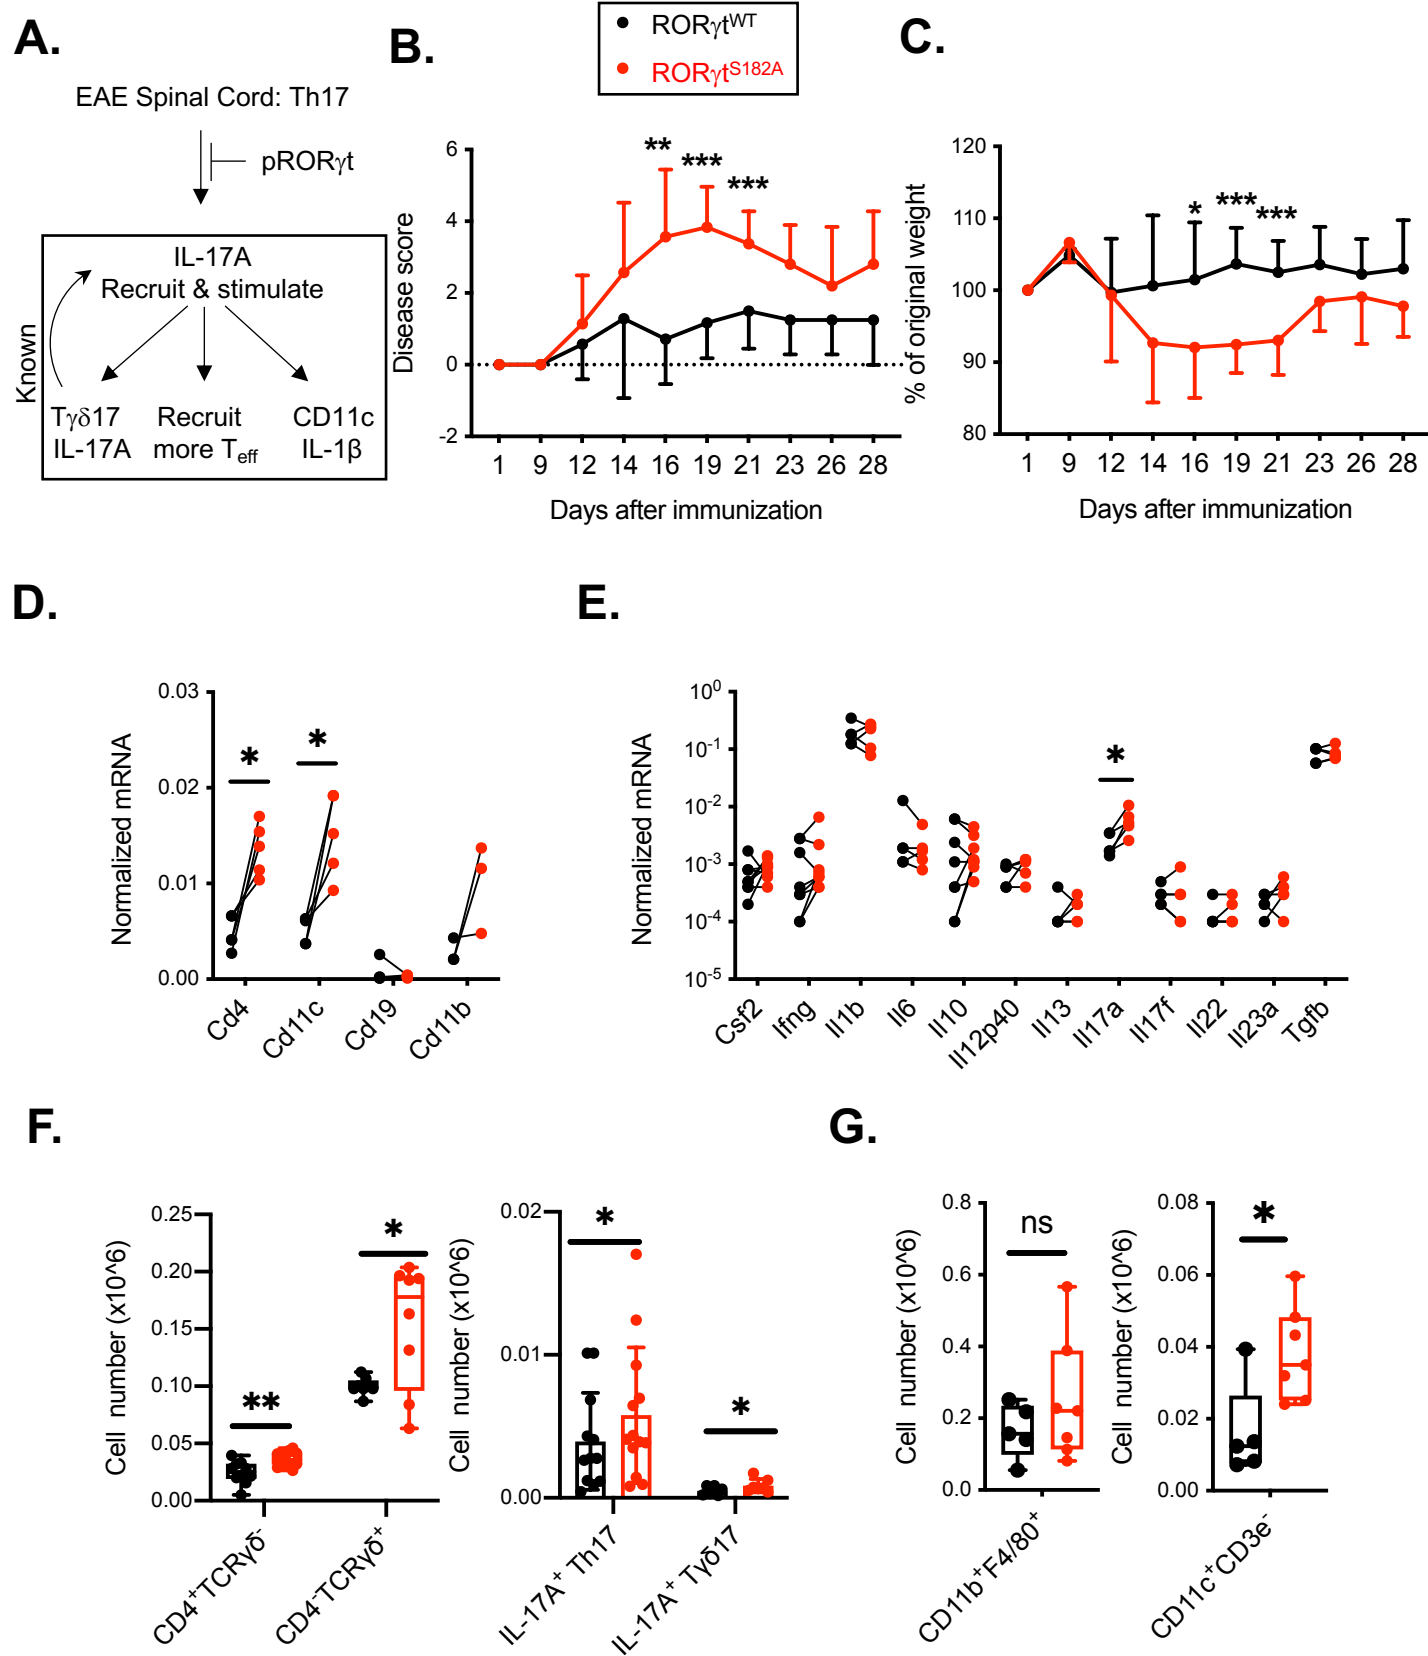 A.
EAE Spinal Cord: Th17
pRORγt
IL-17A
Recruit & stimulate
Known
Tγδ17
IL-17A
Recruit
more Teff
CD11c
IL-1β
RORγtWT
RORγtS182A
B.
Disease score
6
4
2
0
-2
** *** ***
1 9 12 14 16 19 21 23 26 28
Days after immunization
C.
% of original weight
120
110
100
90
80
* *** ***
1 9 12 14 16 19 21 23 26 28
Days after immunization
D.
Normalized mRNA
0.03
0.02
0.01
0.00
* *
Cd4 Cd11c Cd19 Cd11b
E.
Normalized mRNA
10^0
10^-1
10^-2
10^-3
10^-4
10^-5
*
Csf2 Ifng Il1b Il6 Il10 Il12p40 Il13 Il17a Il17f Il22 Il23a Tgfb
F.
Cell number (x10^6)
0.25
0.20
0.15
0.10
0.05
0.00
** *
CD4+TCRγδ- CD4-TCRγδ+
Cell number (x10^6)
0.02
0.01
0.00
* *
IL-17A+ Th17 IL-17A+ Tγδ17
G.
Cell number (x10^6)
0.8
0.6
0.4
0.2
0.0
ns
CD11b+F4/80+
Cell number (x10^6)
0.08
0.06
0.04
0.02
0.00
*
CD11c+CD3e-